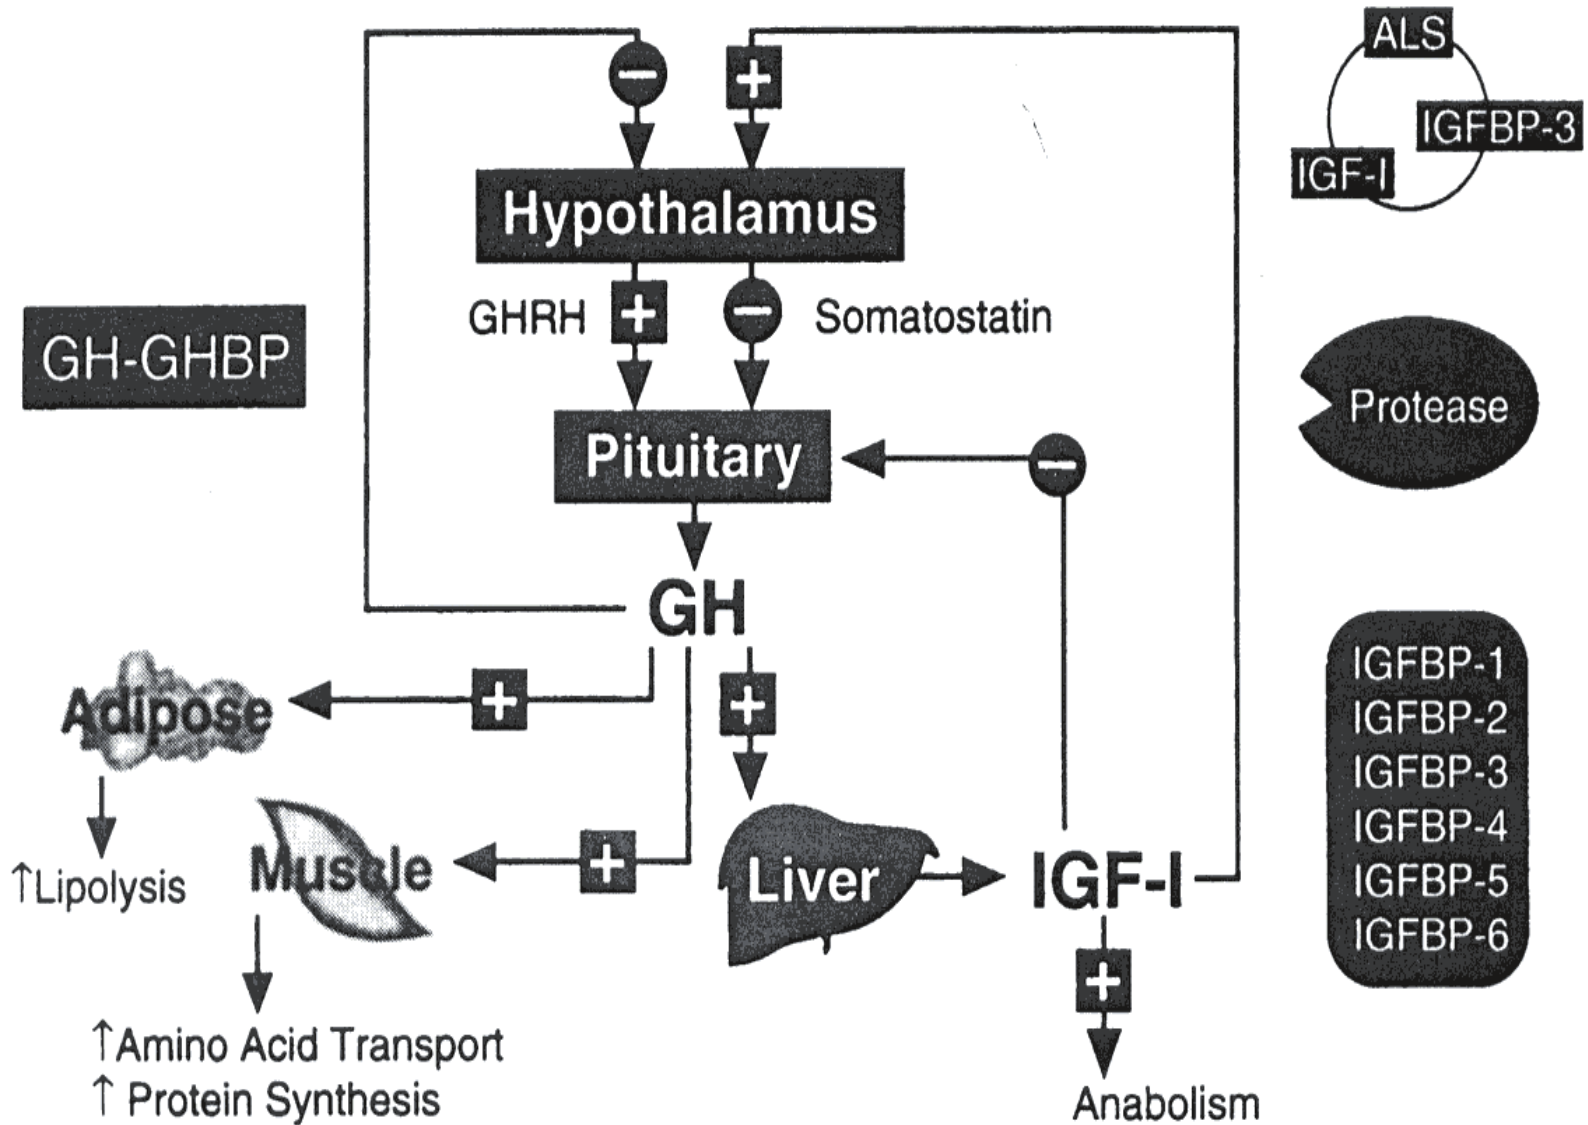 ALS
IGFBP-3
IGF-I
Hypothalamus
GHRH
Somatostatin
GH-GHBP
Pituitary
Protease
GH
Adipose
↑Lipolysis
Muscle
↑Amino Acid Transport
↑ Protein Synthesis
Liver
IGF-I
Anabolism
IGFBP-1
IGFBP-2
IGFBP-3
IGFBP-4
IGFBP-5
IGFBP-6